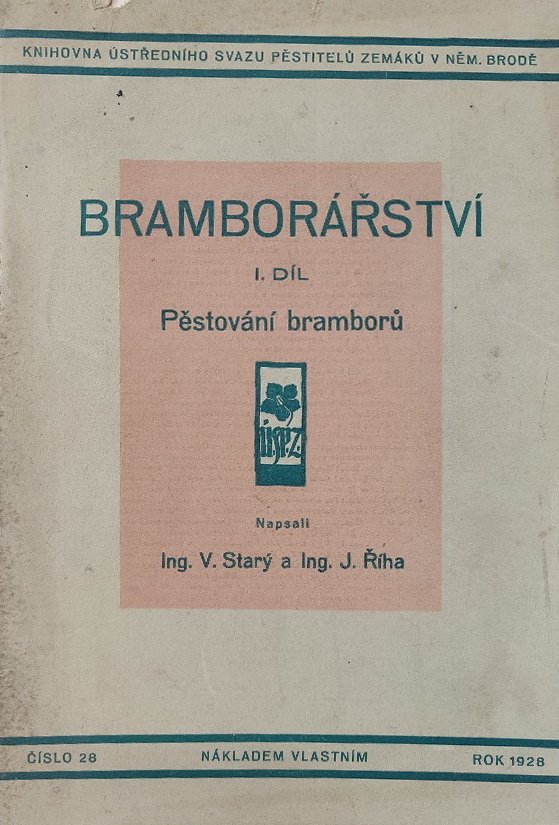 KNIHOVNA ÚSTŘEDNÍHO SVAZU PĚSTITELŮ ZEMÁKŮ V NĚM. BRODĚ
BRAMBORÁŘSTVÍ
I. DÍL
Pěstování bramborů
Ú.S.P.Z.
Napsali
Ing. V. Starý a Ing. J. Říha
ČÍSLO 28 NÁKLADEM VLASTNÍM ROK 1928